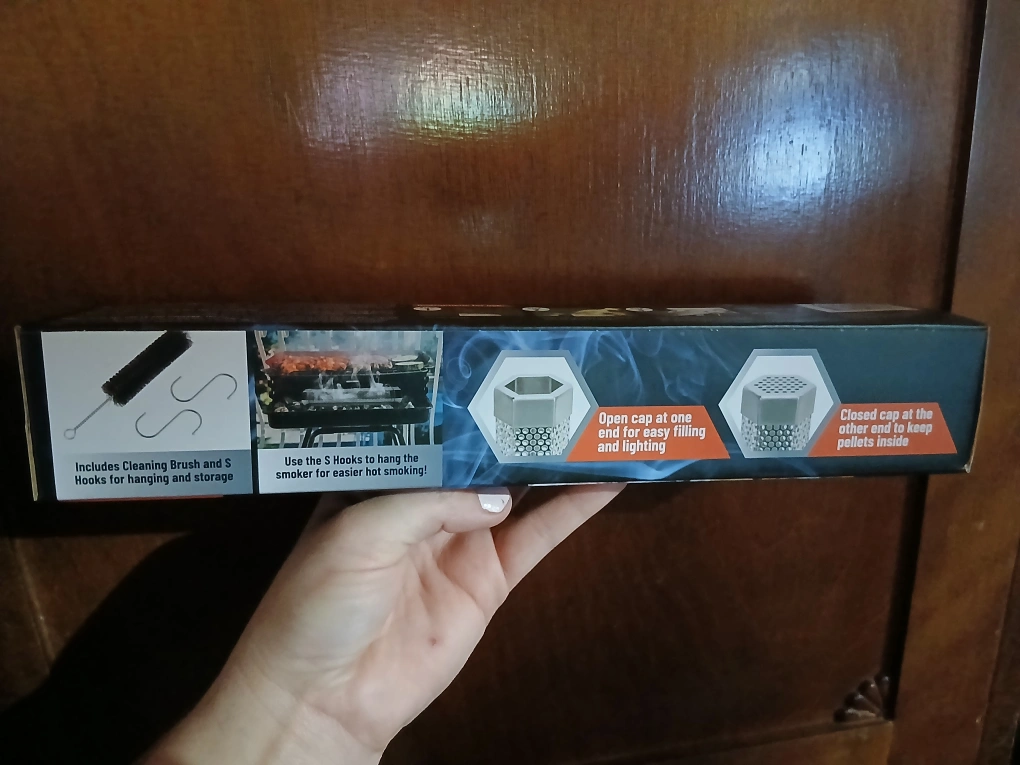 Includes Cleaning Brush and S
Hooks for hanging and storage
Use the S Hooks to hang the
smoker for easier hot smoking!
Open cap at one
end for easy filling
and lighting
Closed cap at the
other end to keep
pellets inside